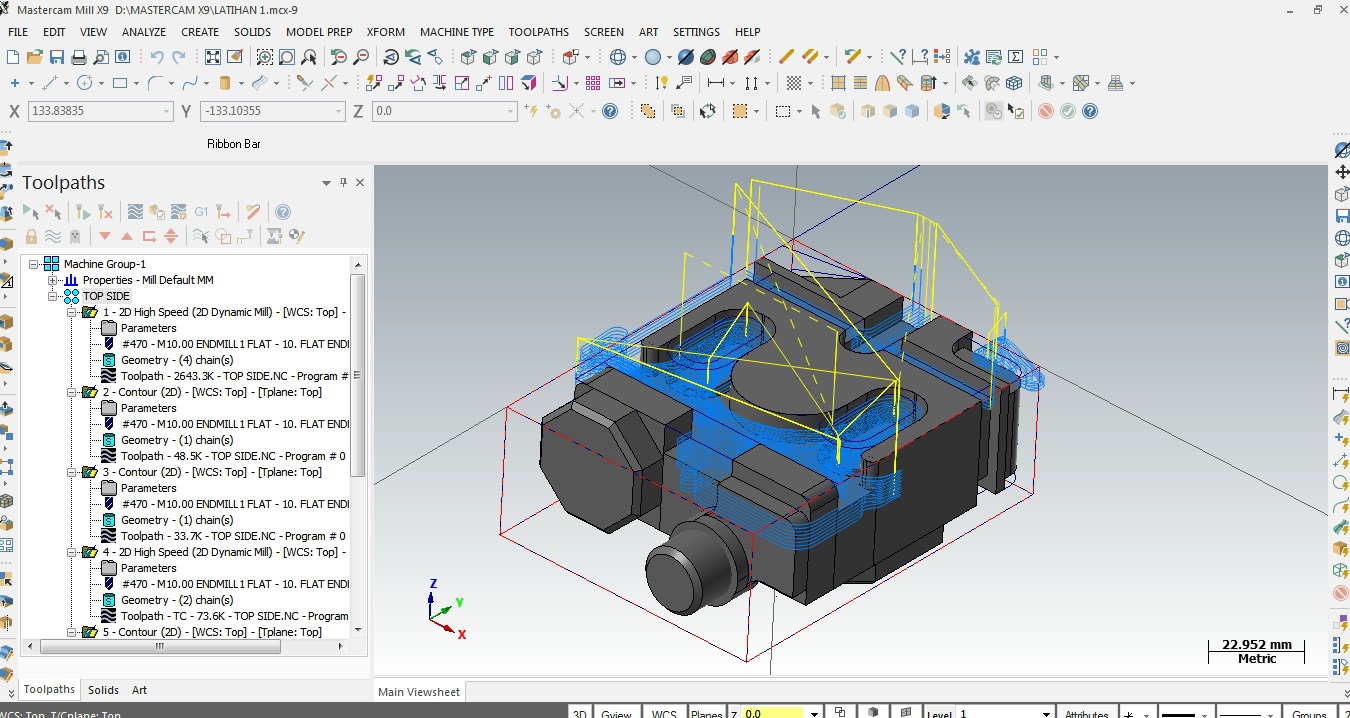 Mastercam Mill X9 D:\MASTERCAM X9\LATIHAN 1.mcx-9
FILE EDIT VIEW ANALYZE CREATE SOLIDS MODEL PREP XFORM MACHINE TYPE TOOLPATHS SCREEN ART SETTINGS HELP
X 133.83835 Y -133.10355 Z 0.0
Ribbon Bar
Toolpaths
G1
Machine Group-1
Properties - Mill Default MM
TOP SIDE
1 - 2D High Speed (2D Dynamic Mill) - [WCS: Top] -
Parameters
#470 - M10.00 ENDMILL1 FLAT - 10. FLAT ENDI
Geometry - (4) chain(s)
Toolpath - 2643.3K - TOP SIDE.NC - Program #
2 - Contour (2D) - [WCS: Top] - [Tplane: Top]
Parameters
#470 - M10.00 ENDMILL1 FLAT - 10. FLAT ENDI
Geometry - (1) chain(s)
Toolpath - 48.5K - TOP SIDE.NC - Program # 0
3 - Contour (2D) - [WCS: Top] - [Tplane: Top]
Parameters
#470 - M10.00 ENDMILL1 FLAT - 10. FLAT ENDI
Geometry - (1) chain(s)
Toolpath - 33.7K - TOP SIDE.NC - Program # 0
4 - 2D High Speed (2D Dynamic Mill) - [WCS: Top] -
Parameters
#470 - M10.00 ENDMILL1 FLAT - 10. FLAT ENDI
Geometry - (2) chain(s)
Toolpath - TC - 73.6K - TOP SIDE.NC - Program
5 - Contour (2D) - [WCS: Top] - [Tplane: Top]
Toolpaths Solids Art
Z
Y
X
22.952 mm
Metric
Main Viewsheet
WCS: Top T/Cplane: Top
3D Gview WCS Planes Z 0.0 Level 1 Attributes Groups